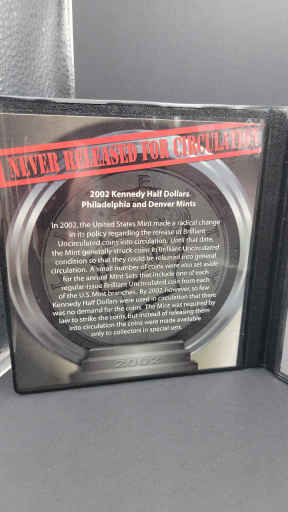 NEVER RELEASED FOR CIRCULATION
2002 Kennedy Half Dollars
Philadelphia and Denver Mints
In 2002, the United States Mint made a radical change
in its policy regarding the release of Brilliant
Uncirculated coins into circulation. Until that date,
the Mint generally struck coins in Brilliant Uncirculated
condition so that they could be released into general
circulation. A small number of coins were also set aside
for the annual Mint Sets that include one of each
regular-issue Brilliant Uncirculated coin from each
of the U.S. Mint branches. By 2002, however, so few
Kennedy Half Dollars were used in circulation that there
was no demand for the coins. The Mint was required by
law to strike the coins, but instead of releasing them
into circulation the coins were made available
only to collectors in special sets.
2002